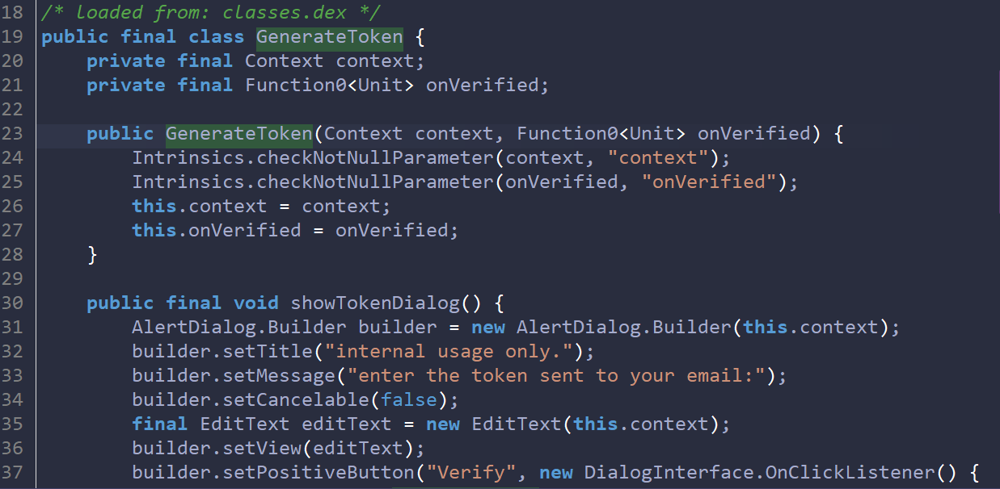 18 /* loaded from: classes.dex */
19 public final class GenerateToken {
20     private final Context context;
21     private final Function0<Unit> onVerified;
22
23     public GenerateToken(Context context, Function0<Unit> onVerified) {
24         Intrinsics.checkNotNullParameter(context, "context");
25         Intrinsics.checkNotNullParameter(onVerified, "onVerified");
26         this.context = context;
27         this.onVerified = onVerified;
28     }
29
30     public final void showTokenDialog() {
31         AlertDialog.Builder builder = new AlertDialog.Builder(this.context);
32         builder.setTitle("internal usage only.");
33         builder.setMessage("enter the token sent to your email:");
34         builder.setCancelable(false);
35         final EditText editText = new EditText(this.context);
36         builder.setView(editText);
37         builder.setPositiveButton("Verify", new DialogInterface.OnClickListener() {